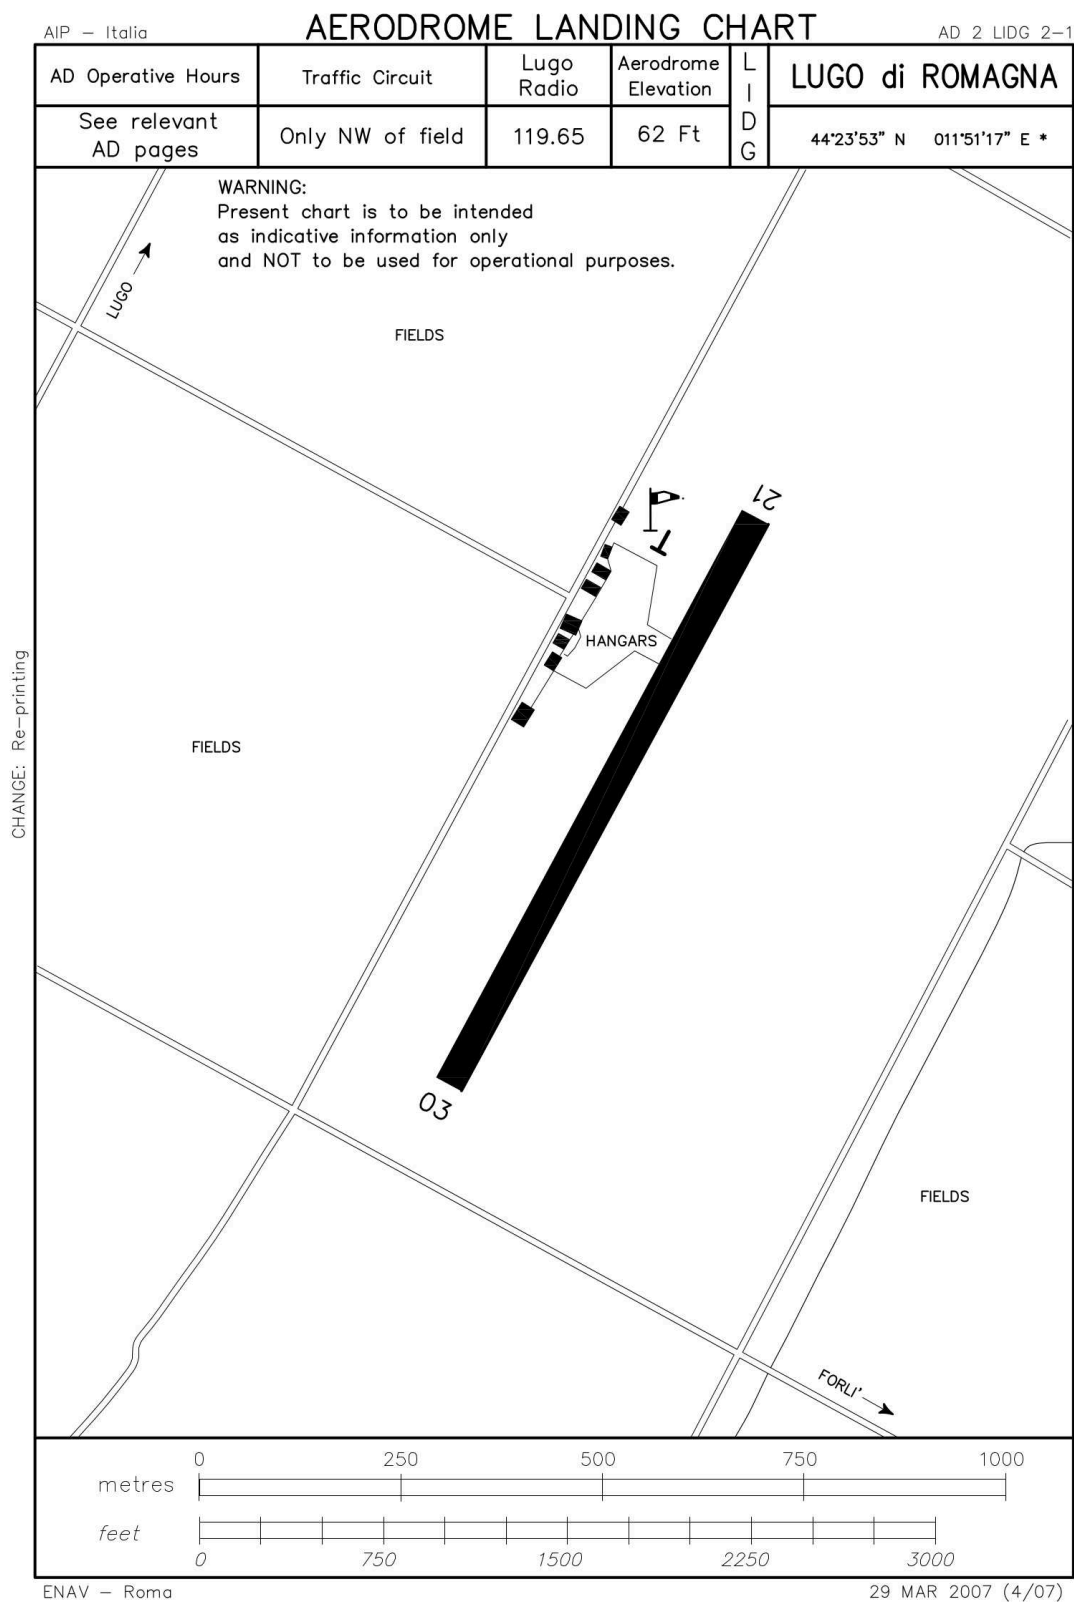 AIP – Italia
AERODROME LANDING CHART
AD 2 LIDG 2–1
AD Operative Hours
Traffic Circuit
Lugo
Radio
Aerodrome
Elevation
LIDG
LUGO di ROMAGNA
See relevant
AD pages
Only NW of field
119.65
62 Ft
44°23'53" N 011°51'17" E *
WARNING:
Present chart is to be intended
as indicative information only
and NOT to be used for operational purposes.
LUGO
FIELDS
21
HANGARS
CHANGE: Re–printing
FIELDS
03
FIELDS
FORLI'
0 250 500 750 1000
metres
feet
0 750 1500 2250 3000
ENAV – Roma
29 MAR 2007 (4/07)